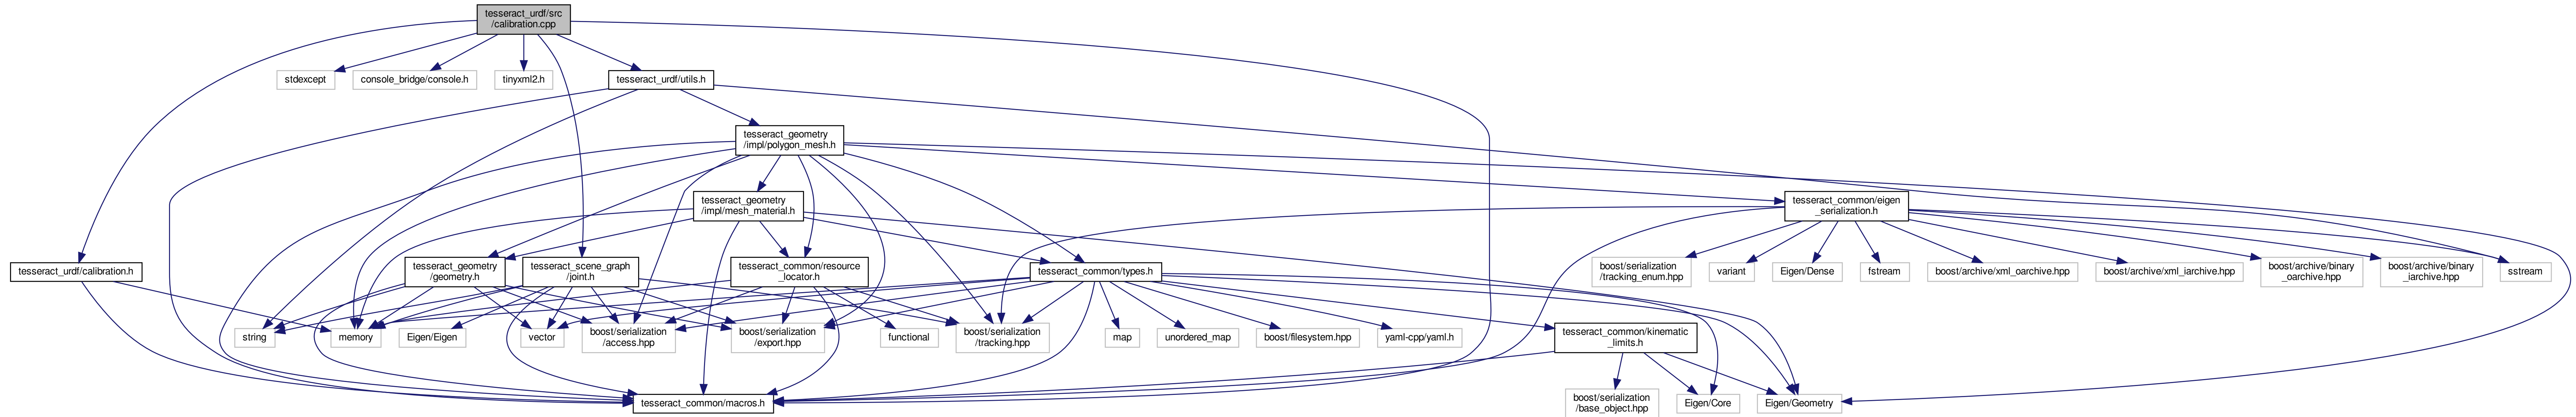 tesseract_urdf/src
/calibration.cpp
stdexcept
console_bridge/console.h
tinyxml2.h
tesseract_urdf/utils.h
tesseract_geometry
/impl/polygon_mesh.h
tesseract_geometry
/impl/mesh_material.h
tesseract_common/eigen
_serialization.h
tesseract_urdf/calibration.h
tesseract_geometry
/geometry.h
tesseract_scene_graph
/joint.h
tesseract_common/resource
_locator.h
tesseract_common/types.h
boost/serialization
/tracking_enum.hpp
variant
Eigen/Dense
fstream
boost/archive/xml_oarchive.hpp
boost/archive/xml_iarchive.hpp
boost/archive/binary
_oarchive.hpp
boost/archive/binary
_iarchive.hpp
sstream
string
memory
Eigen/Eigen
vector
boost/serialization
/access.hpp
boost/serialization
/export.hpp
functional
boost/serialization
/tracking.hpp
map
unordered_map
boost/filesystem.hpp
yaml-cpp/yaml.h
tesseract_common/kinematic
_limits.h
tesseract_common/macros.h
boost/serialization
/base_object.hpp
Eigen/Core
Eigen/Geometry